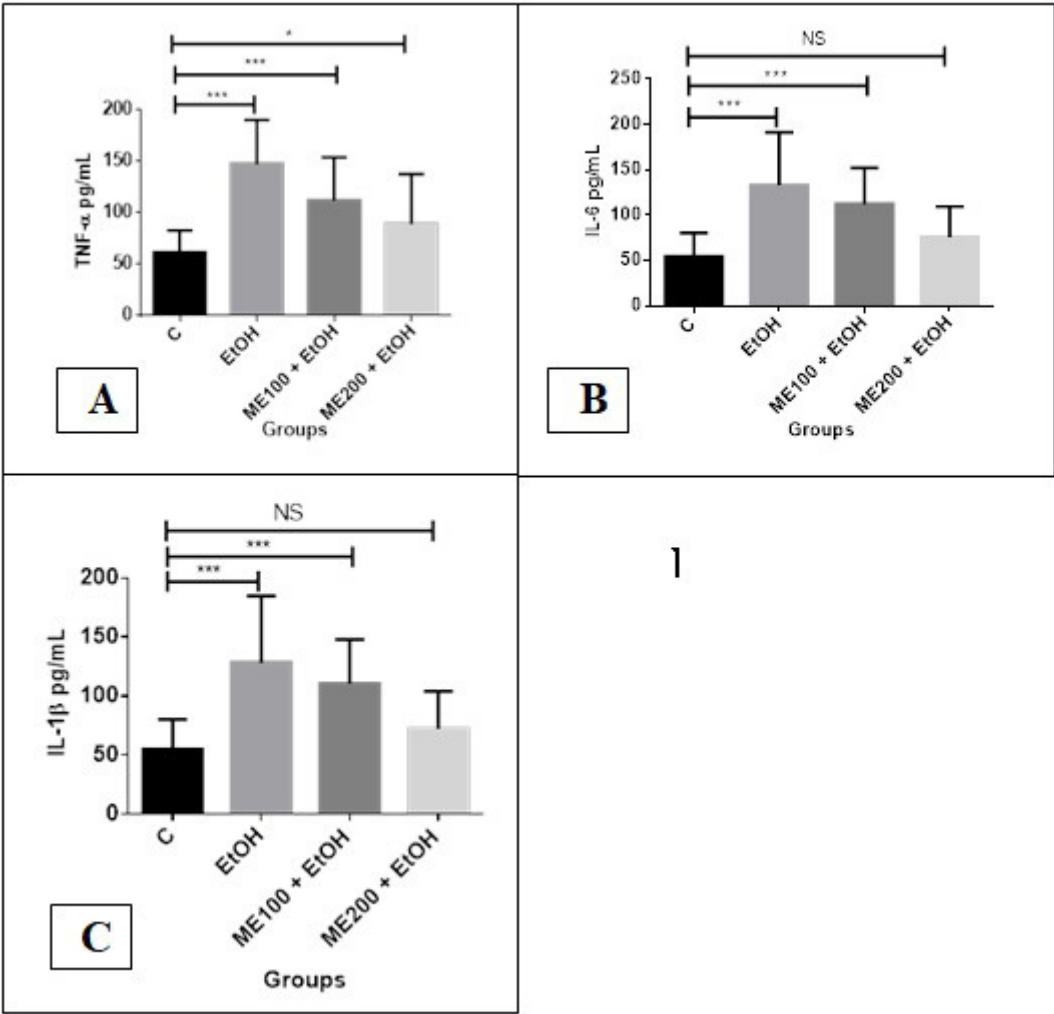 *
***
***
200
150
100
50
0
TNF-α pg/mL
C
EtOH
ME100 + EtOH
ME200 + EtOH
Groups
A
NS
***
***
250
200
150
100
50
0
IL-6 pg/mL
C
EtOH
ME100 + EtOH
ME200 + EtOH
Groups
B
NS
***
***
200
150
100
50
0
IL-1β pg/mL
C
EtOH
ME100 + EtOH
ME200 + EtOH
Groups
C